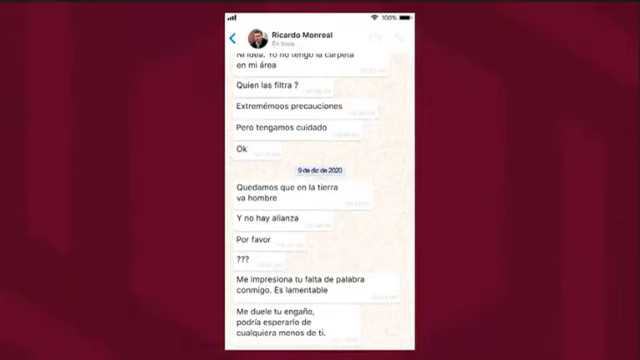 100%
Ricardo Monreal
En línea
Ni idea. Yo no tengo la carpeta
en mi área
Quien las filtra ?
Extremémoos precauciones
Pero tengamos cuidado
Ok
9 de dic de 2020
Quedamos que en la tierra
va hombre
Y no hay alianza
Por favor
???
Me impresiona tu falta de palabra
conmigo. Es lamentable
Me duele tu engaño,
podría esperarlo de
cualquiera menos de ti.